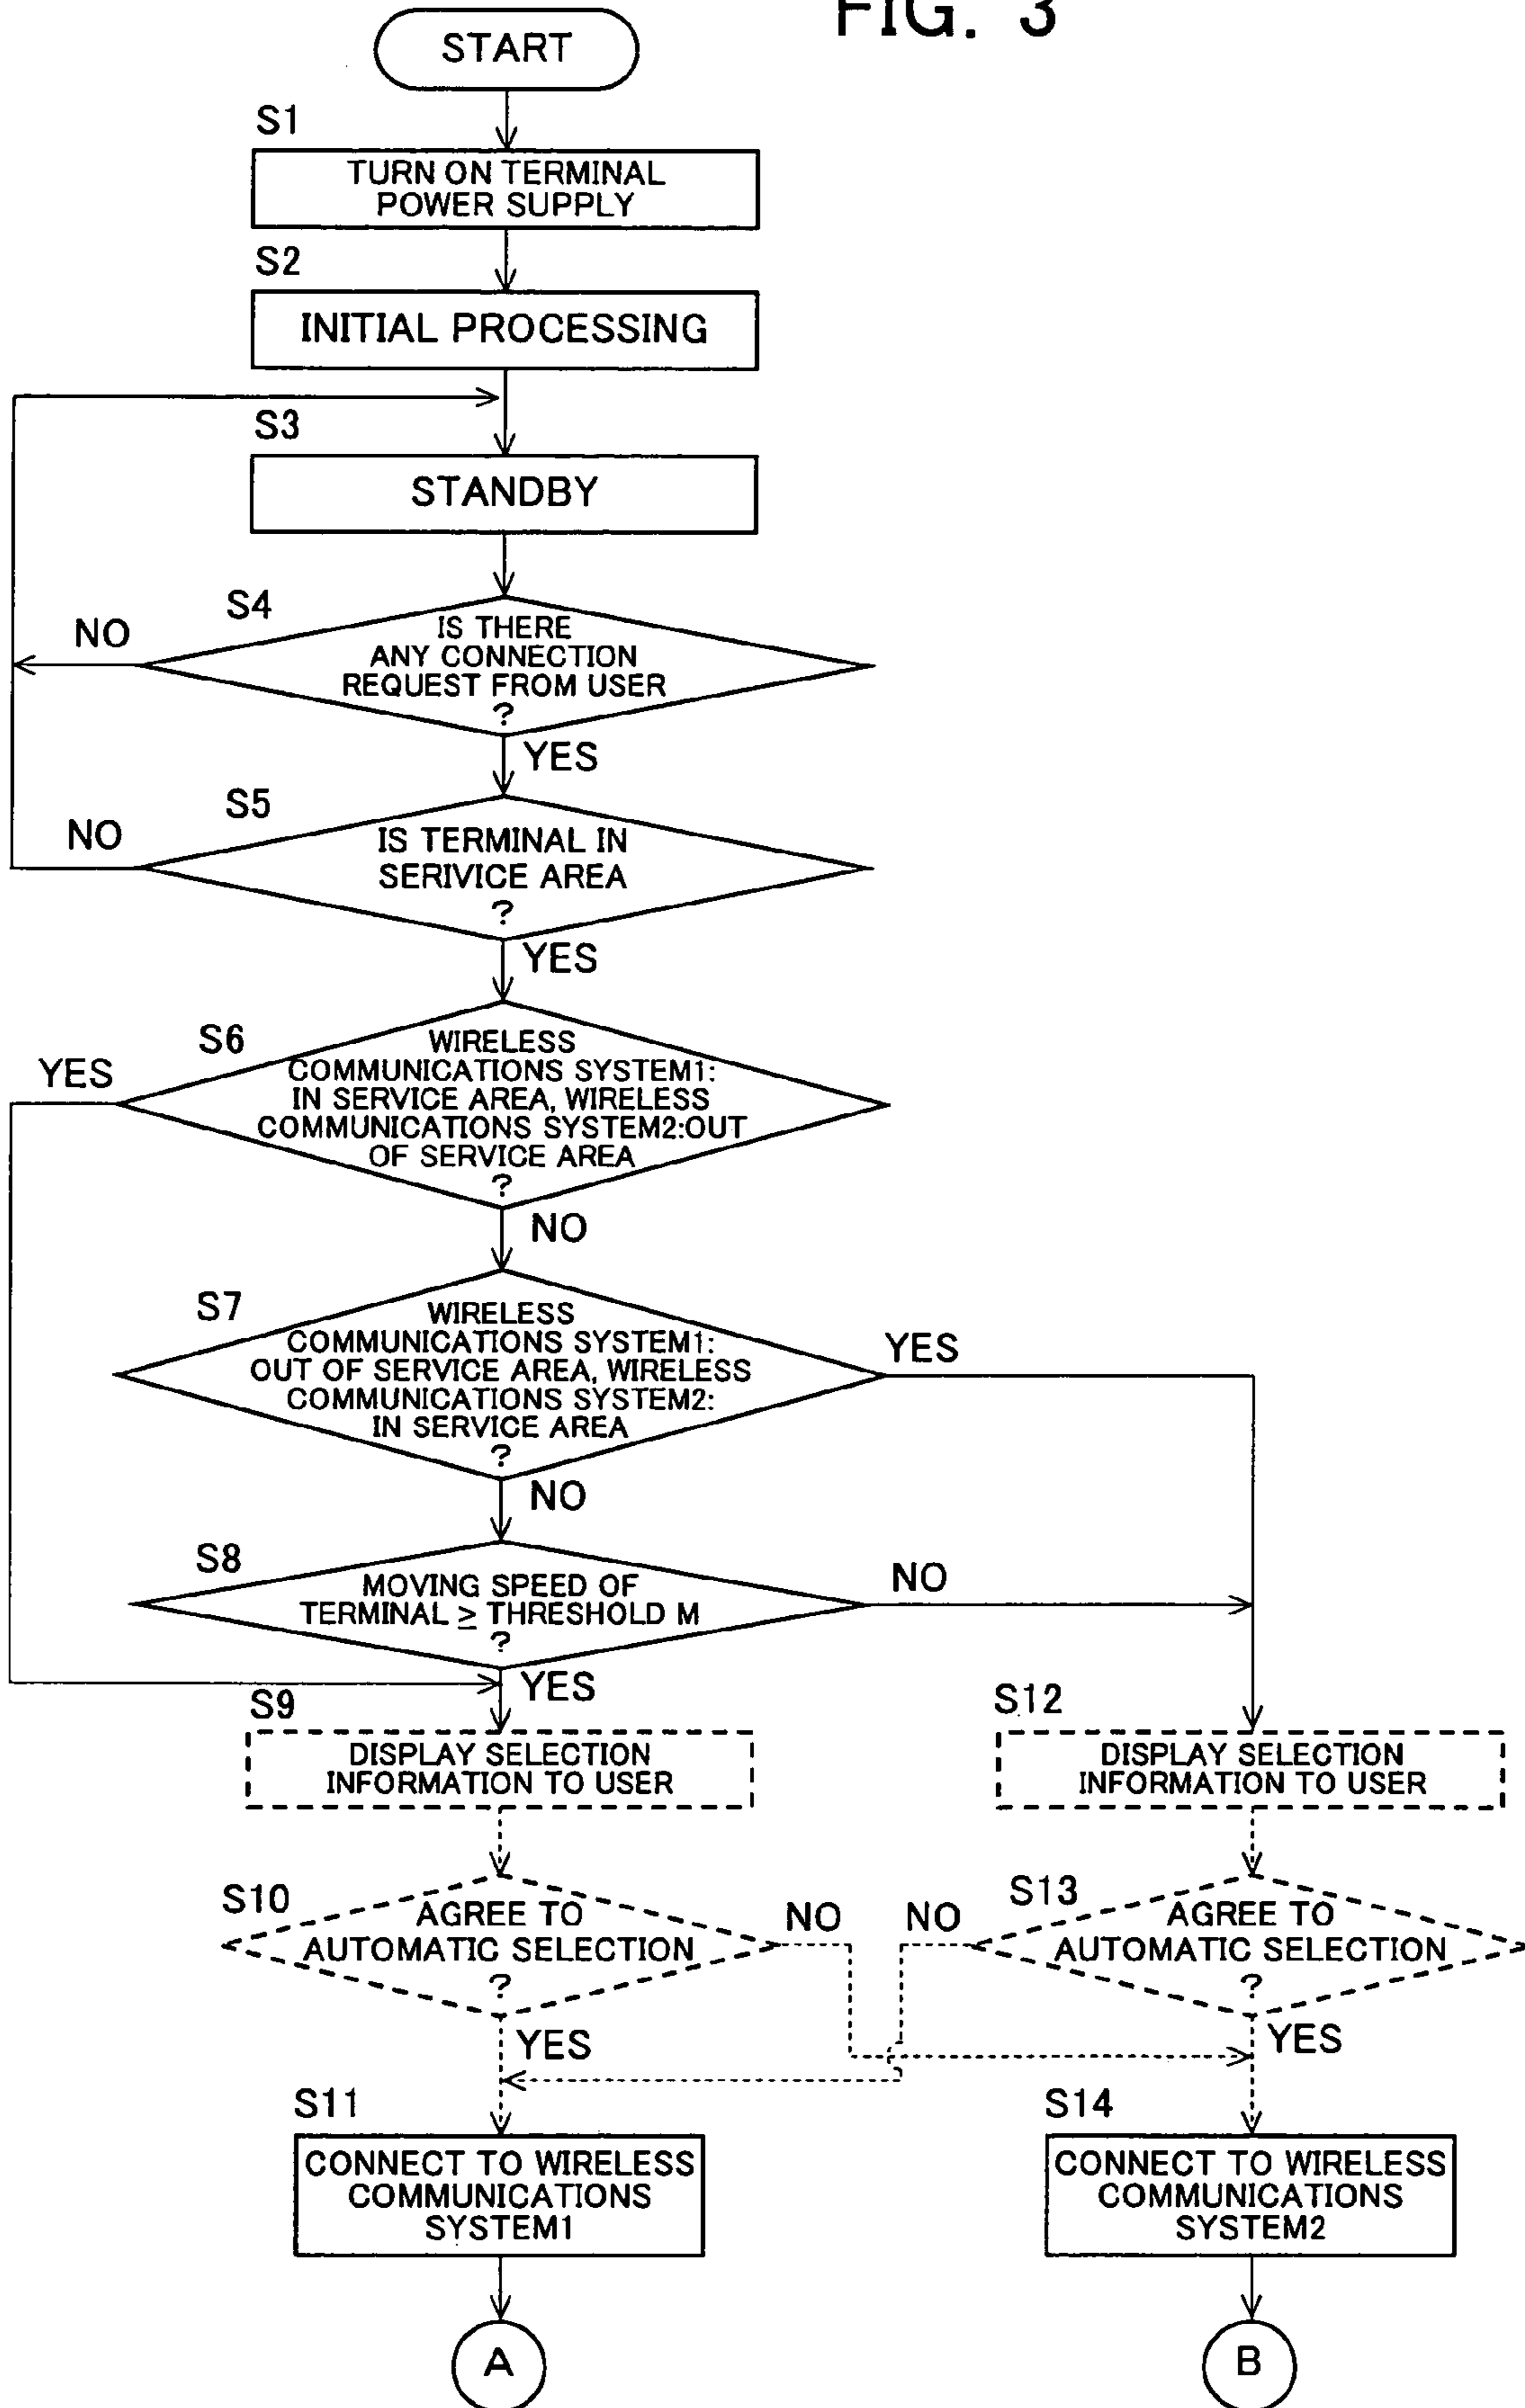 FIG. 3
START
S1
TURN ON TERMINAL
POWER SUPPLY
S2
INITIAL PROCESSING
S3
STANDBY
S4
IS THERE
ANY CONNECTION
REQUEST FROM USER
?
NO
YES
S5
IS TERMINAL IN
SERIVICE AREA
?
NO
YES
S6
WIRELESS
COMMUNICATIONS SYSTEM1:
IN SERVICE AREA, WIRELESS
COMMUNICATIONS SYSTEM2:OUT
OF SERVICE AREA
?
YES
NO
S7
WIRELESS
COMMUNICATIONS SYSTEM1:
OUT OF SERVICE AREA, WIRELESS
COMMUNICATIONS SYSTEM2:
IN SERVICE AREA
?
YES
NO
S8
MOVING SPEED OF
TERMINAL ≥ THRESHOLD M
?
NO
YES
S9
DISPLAY SELECTION
INFORMATION TO USER
S12
DISPLAY SELECTION
INFORMATION TO USER
S10
AGREE TO
AUTOMATIC SELECTION
?
NO
YES
S13
AGREE TO
AUTOMATIC SELECTION
?
NO
YES
S11
CONNECT TO WIRELESS
COMMUNICATIONS
SYSTEM1
S14
CONNECT TO WIRELESS
COMMUNICATIONS
SYSTEM2
A
B